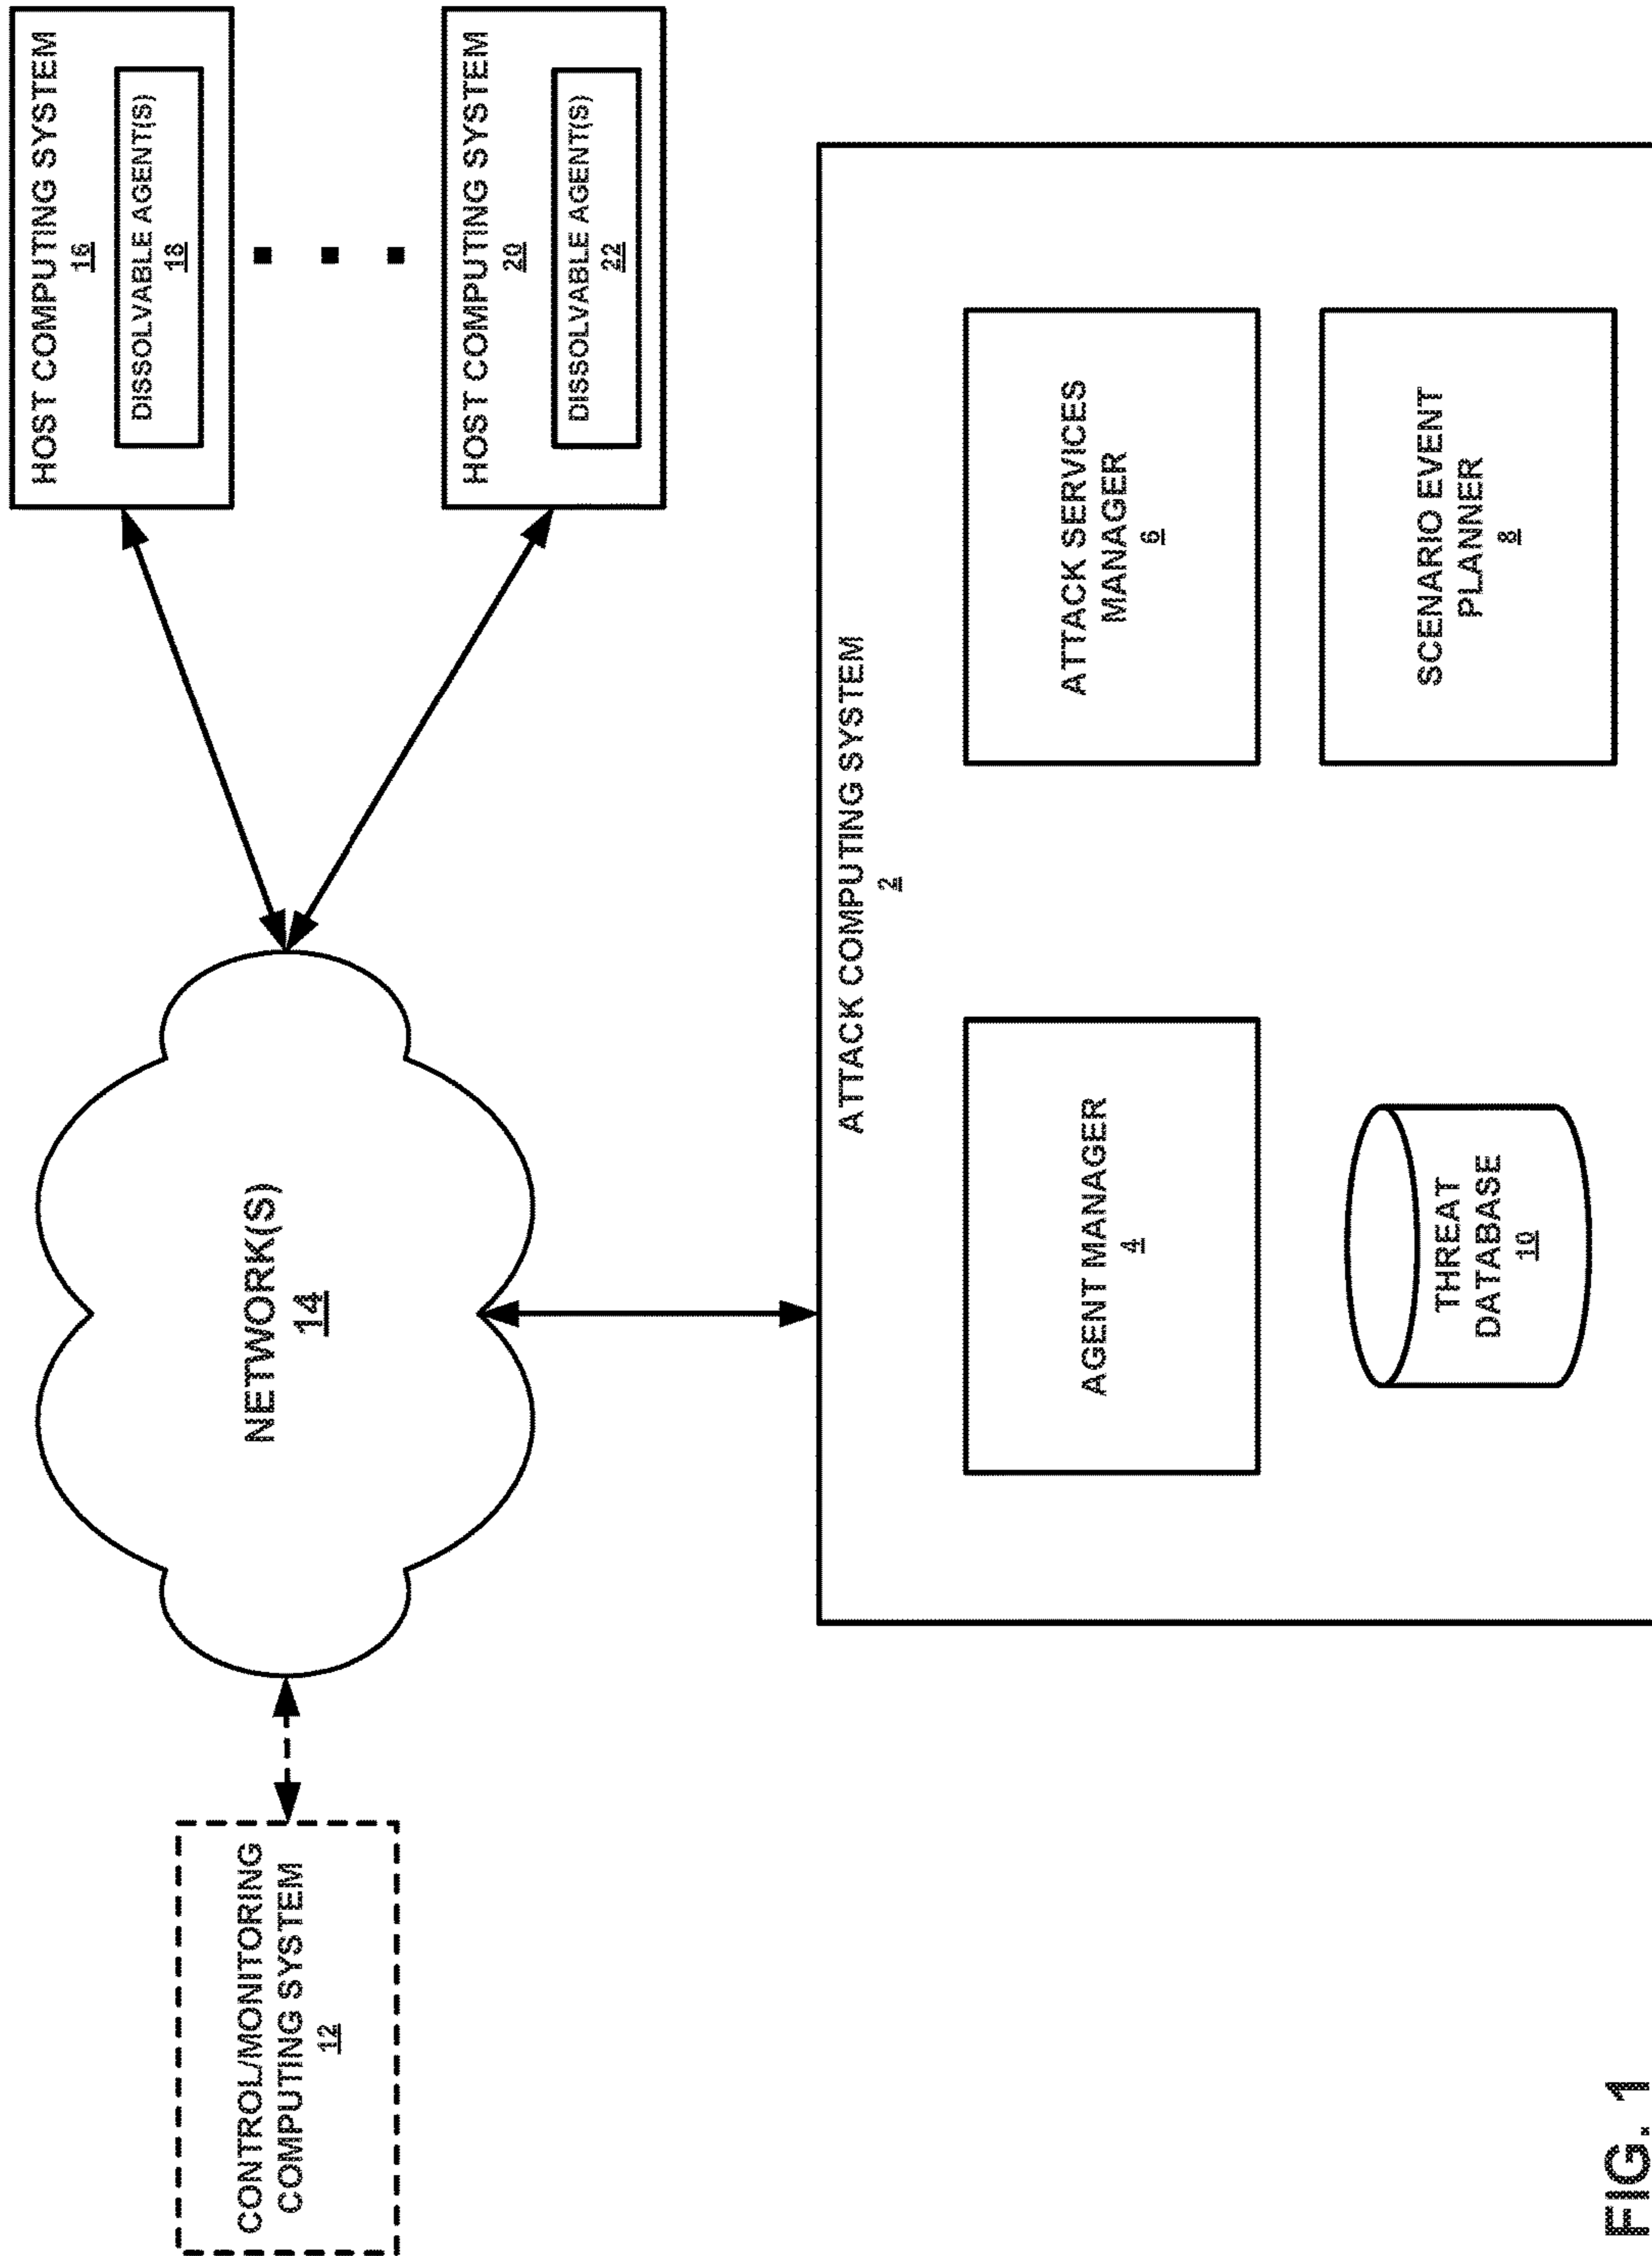 CONTROL/MONITORING
COMPUTING SYSTEM
12
NETWORK(S)
14
HOST COMPUTING SYSTEM
16
DISSOLVABLE AGENT(S)
18
HOST COMPUTING SYSTEM
20
DISSOLVABLE AGENT(S)
22
ATTACK COMPUTING SYSTEM
2
AGENT MANAGER
4
ATTACK SERVICES
MANAGER
6
THREAT
DATABASE
10
SCENARIO EVENT
PLANNER
8
FIG. 1